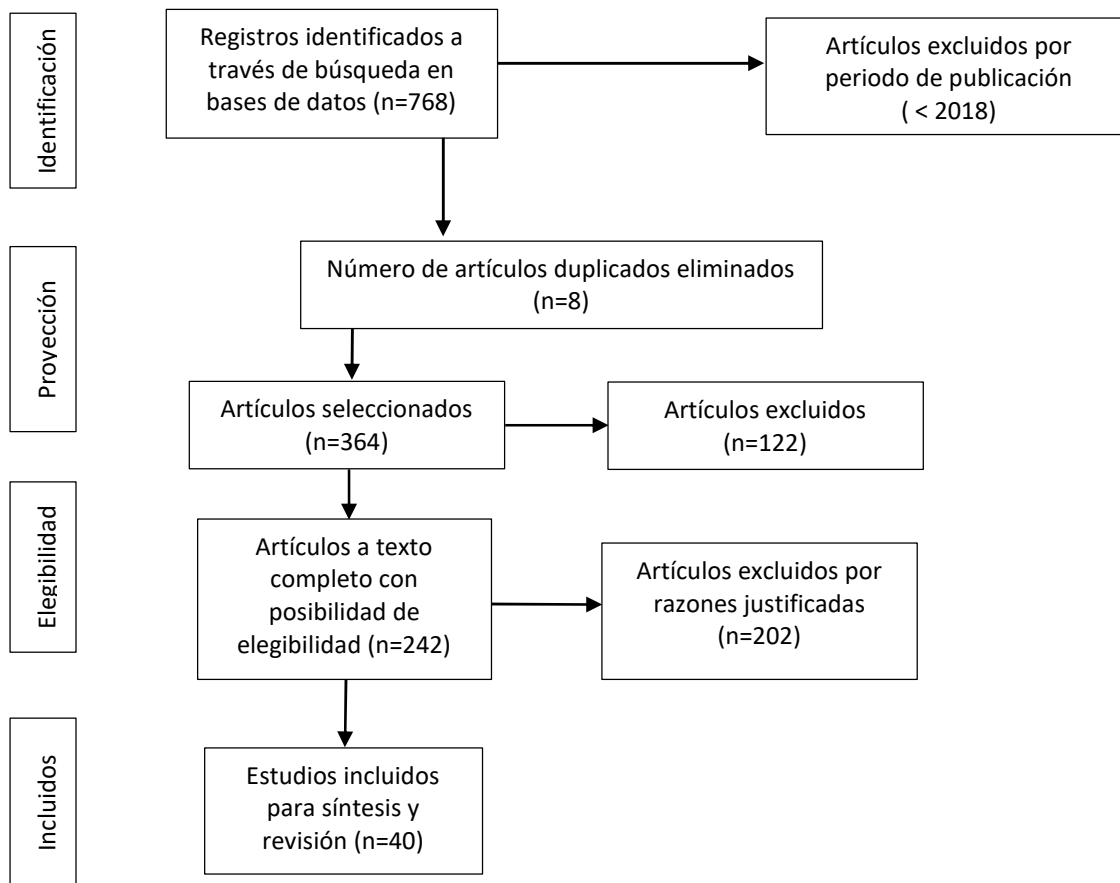 Identificación
Registros identificados a
través de búsqueda en
bases de datos (n=768)
Artículos excluidos por
periodo de publicación
( < 2018)
Proyección
Número de artículos duplicados eliminados
(n=8)
Artículos seleccionados
(n=364)
Artículos excluidos
(n=122)
Elegibilidad
Artículos a texto
completo con
posibilidad de
elegibilidad (n=242)
Artículos excluidos por
razones justificadas
(n=202)
Incluidos
Estudios incluidos
para síntesis y
revisión (n=40)